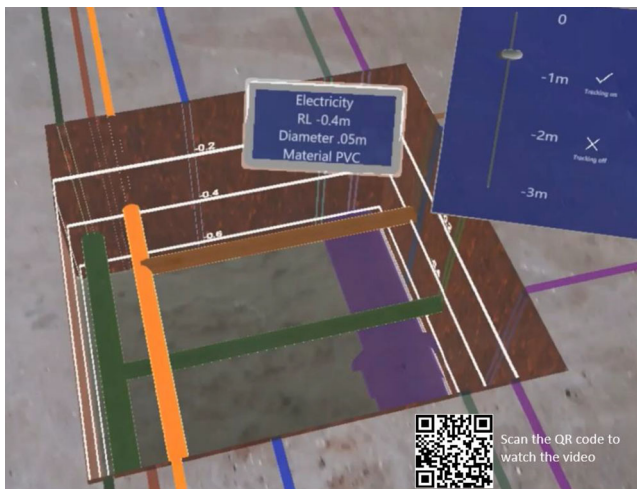 Electricity
RL -0.4m
Diameter .05m
Material PVC
0
-1m
Tracking on
-2m
Tracking off
-3m
-0.2
-0.4
-0.6
Scan the QR code to
watch the video